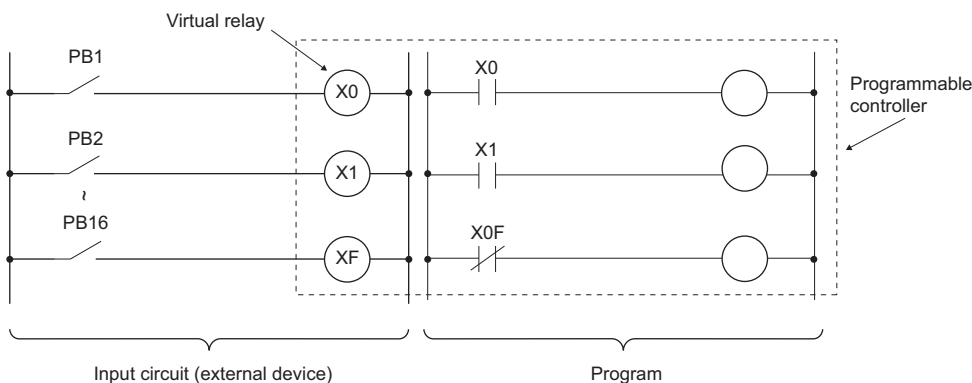 Virtual relay
PB1
X0
X0
Programmable
controller
PB2
X1
X1
~
PB16
XF
X0F
Input circuit (external device)
Program